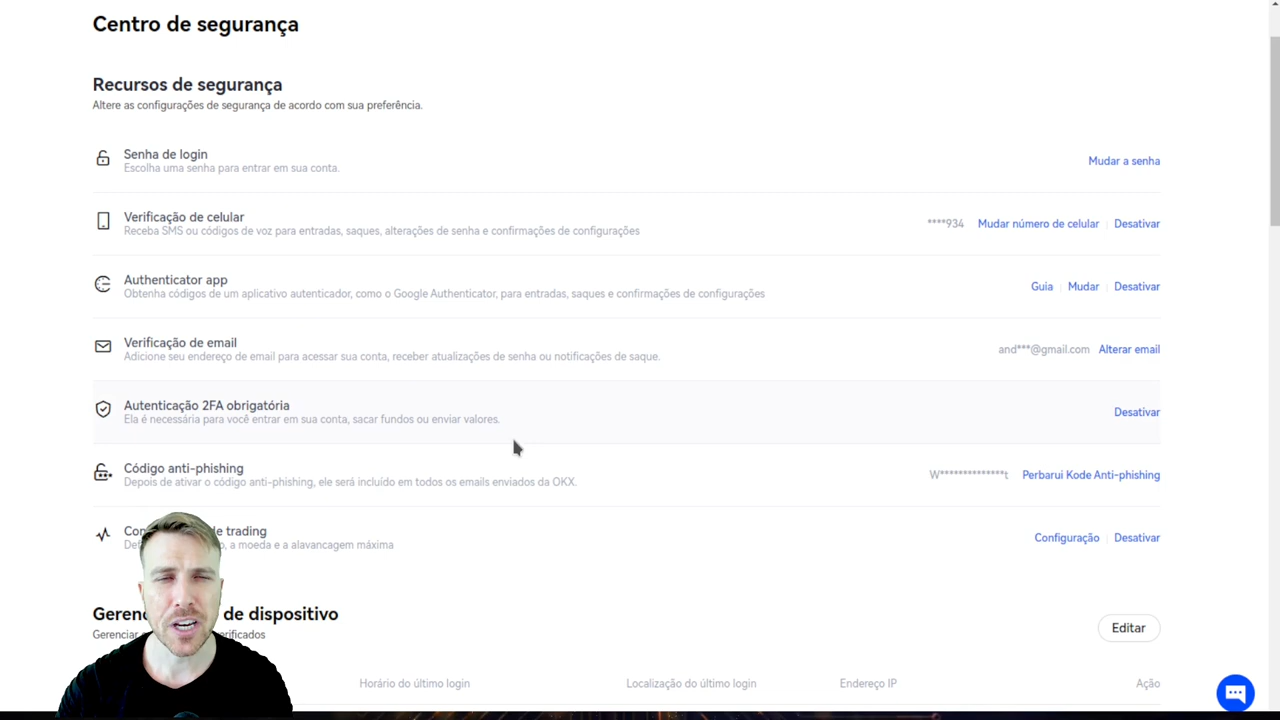 Centro de segurança
Recursos de segurança
Altere as configurações de segurança de acordo com sua preferência.
Senha de login
Escolha uma senha para entrar em sua conta.
Mudar a senha
Verificação de celular
Receba SMS ou códigos de voz para entradas, saques, alterações de senha e confirmações de configurações
****934 Mudar número de celular Desativar
Authenticator app
Obtenha códigos de um aplicativo autenticador, como o Google Authenticator, para entradas, saques e confirmações de configurações
Guia Mudar Desativar
Verificação de email
Adicione seu endereço de email para acessar sua conta, receber atualizações de senha ou notificações de saque.
and***@gmail.com Alterar email
Autenticação 2FA obrigatória
Ela é necessária para você entrar em sua conta, sacar fundos ou enviar valores.
Desativar
Código anti-phishing
Depois de ativar o código anti-phishing, ele será incluído em todos os emails enviados da OKX.
W**************t Perbarui Kode Anti-phishing
trading
a moeda e a alavancagem máxima
Configuração Desativar
de dispositivo
Gerenciar
Editar
Horário do último login Localização do último login Endereço IP Ação